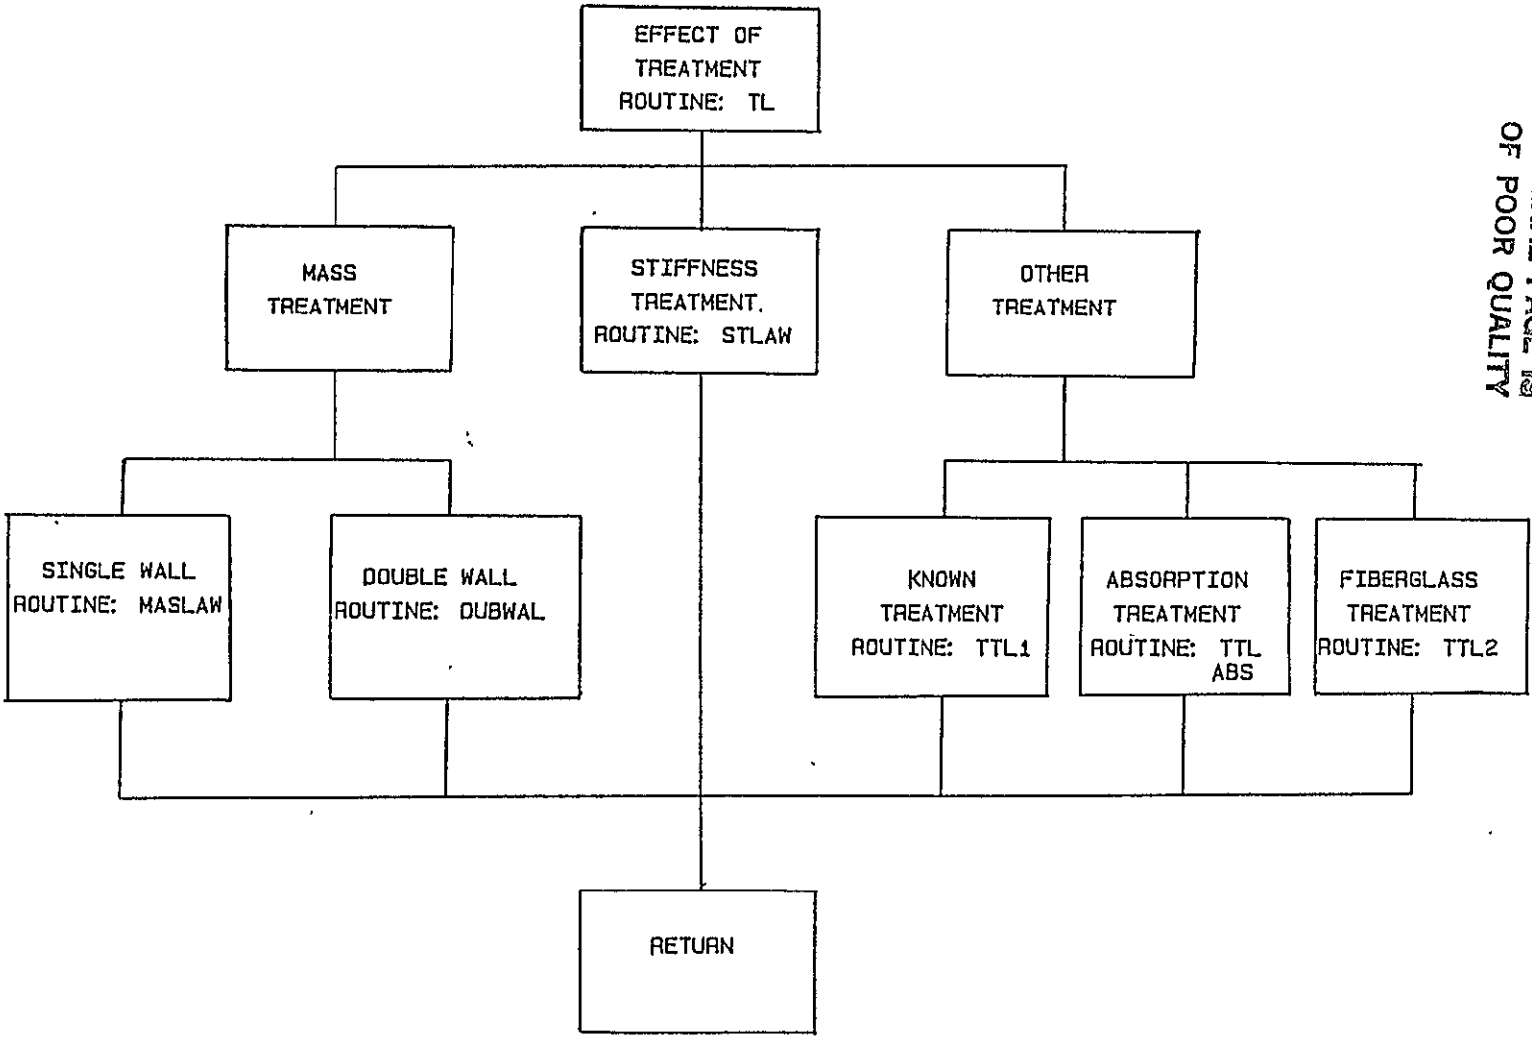 EFFECT OF
TREATMENT
ROUTINE: TL
MASS
TREATMENT
STIFFNESS
TREATMENT.
ROUTINE: STLAW
OTHER
TREATMENT
SINGLE WALL
ROUTINE: MASLAW
DOUBLE WALL
ROUTINE: DUBWAL
KNOWN
TREATMENT
ROUTINE: TTL1
ABSORPTION
TREATMENT
ROUTINE: TTL
ABS
FIBERGLASS
TREATMENT
ROUTINE: TTL2
RETURN
OF POOR QUALITY